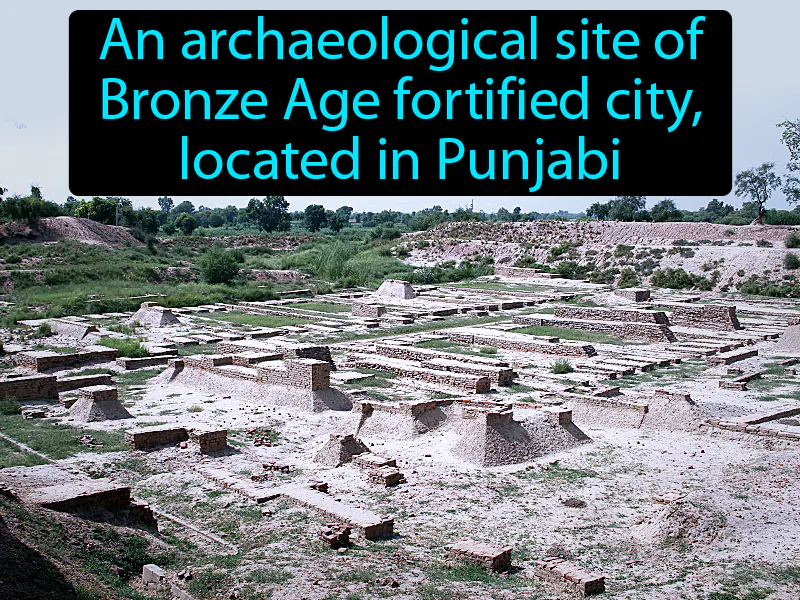 An archaeological site of
Bronze Age fortified city,
located in Punjabi